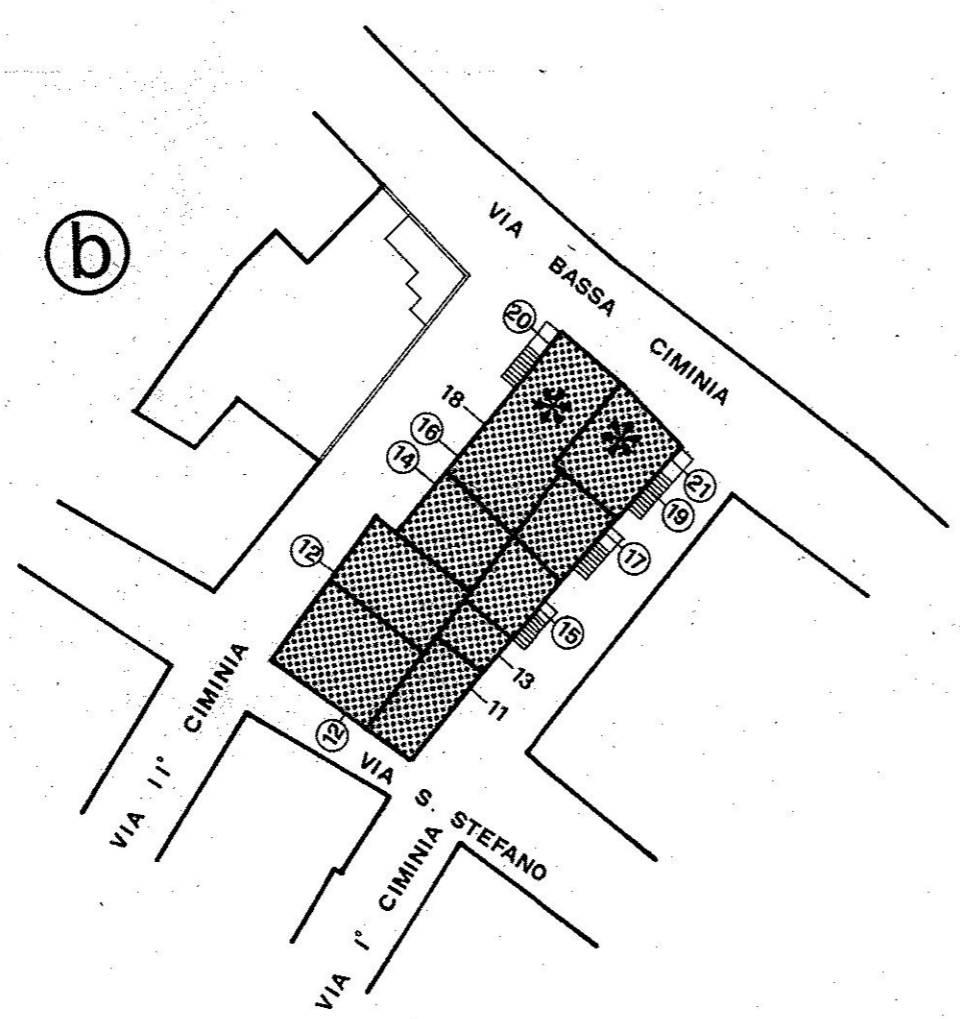 b
VIA BASSA CIMINIA
20
18
16
14
12
21
19
17
15
13
11
12
VIA II° CIMINIA
VIA S. STEFANO
VIA I° CIMINIA